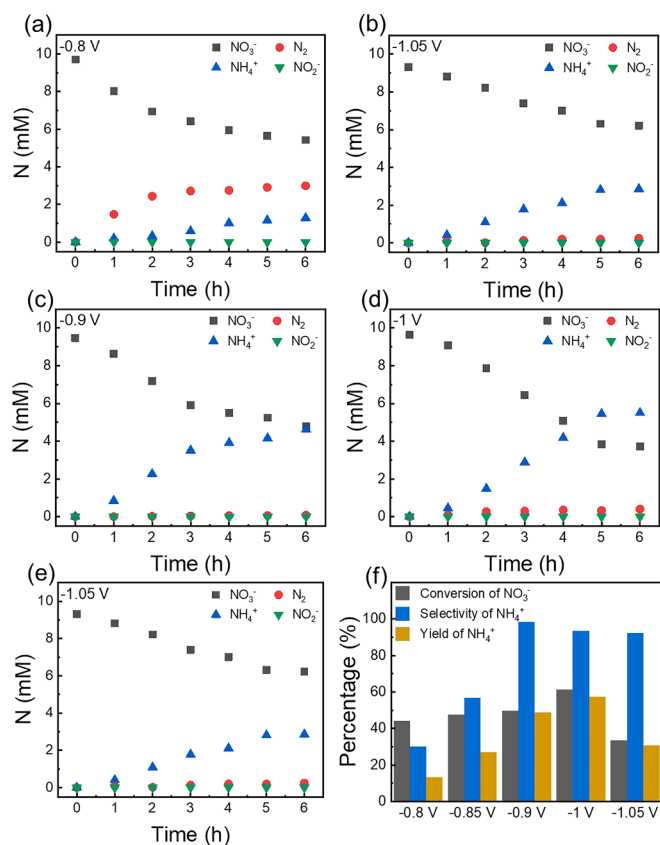 (a)
-0.8 V
NO₃⁻ N₂
NH₄⁺ NO₂⁻
N (mM)
10
8
6
4
2
0
0 1 2 3 4 5 6
Time (h)
(b)
-1.05 V
NO₃⁻ N₂
NH₄⁺ NO₂⁻
N (mM)
10
8
6
4
2
0
0 1 2 3 4 5 6
Time (h)
(c)
-0.9 V
NO₃⁻ N₂
NH₄⁺ NO₂⁻
N (mM)
10
8
6
4
2
0
0 1 2 3 4 5 6
Time (h)
(d)
-1 V
NO₃⁻ N₂
NH₄⁺ NO₂⁻
N (mM)
10
8
6
4
2
0
0 1 2 3 4 5 6
Time (h)
(e)
-1.05 V
NO₃⁻ N₂
NH₄⁺ NO₂⁻
N (mM)
10
8
6
4
2
0
0 1 2 3 4 5 6
Time (h)
(f)
Conversion of NO₃⁻
Selectivity of NH₄⁺
Yield of NH₄⁺
Percentage (%)
100
80
60
40
20
0
-0.8 V -0.85 V -0.9 V -1 V -1.05 V